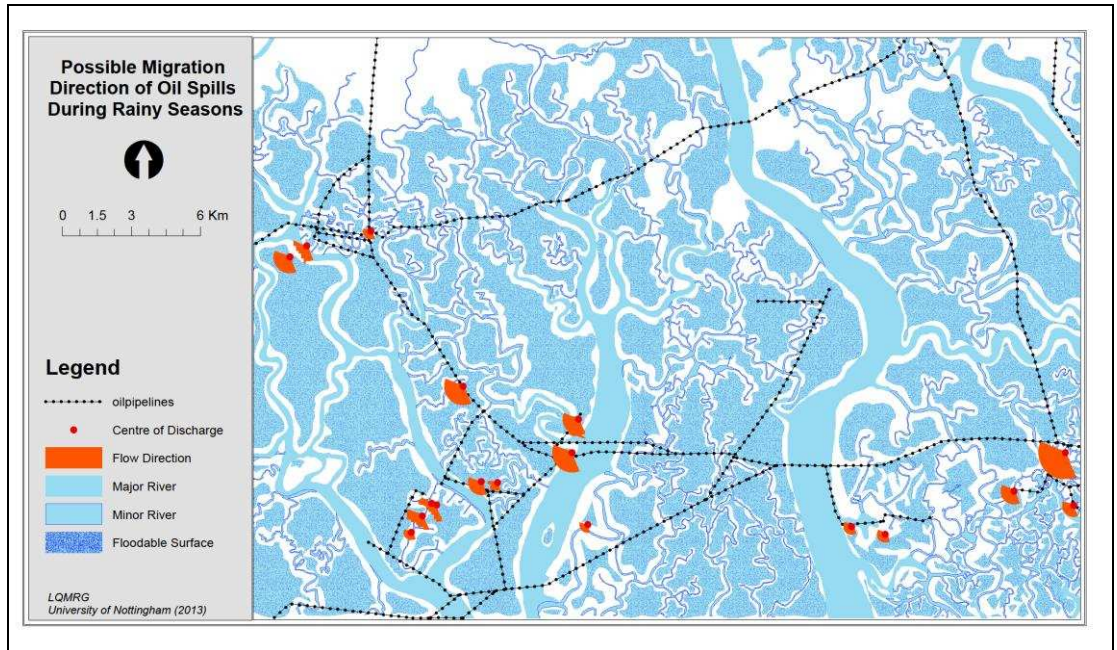 Possible Migration
Direction of Oil Spills
During Rainy Seasons
0 1.5 3 6 Km
Legend
oilpipelines
Centre of Discharge
Flow Direction
Major River
Minor River
Floodable Surface
LQMRG
University of Nottingham (2013)